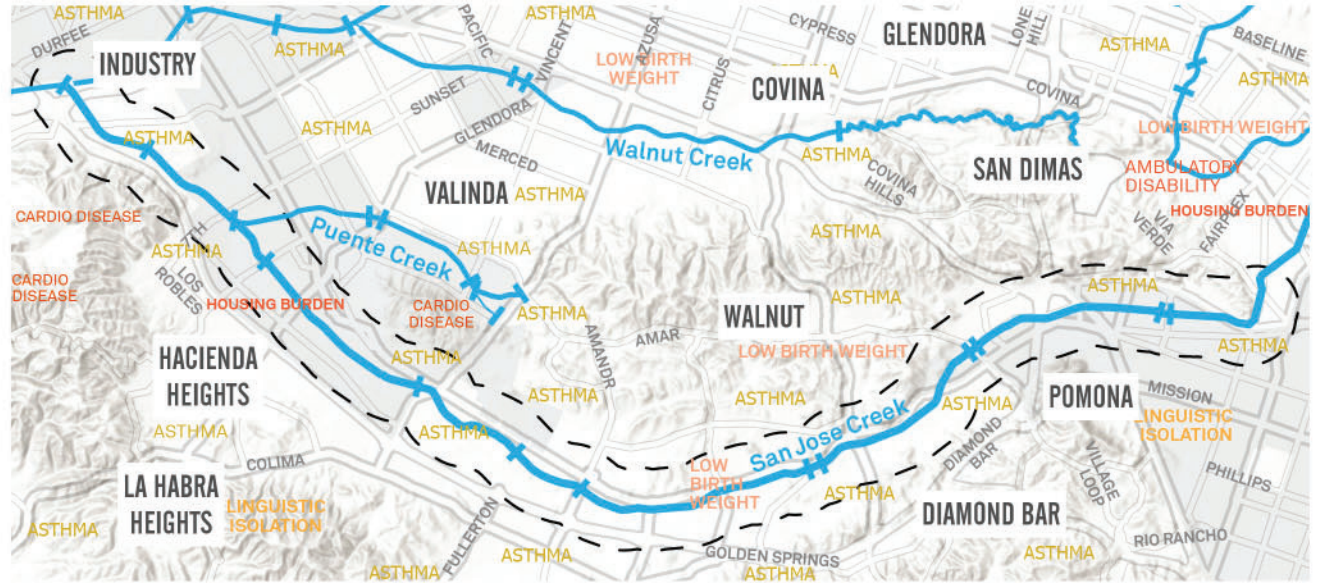 ASTHMA
ASTHMA
DURFEE
INDUSTRY
ASTHMA
PACIFIC
VINCENT
AZUSA
LOW BIRTH
WEIGHT
CITRUS
CYPRESS
ASTHMA
COVINA
GLENDORA
LONE
HILL
ASTHMA
BASELINE
ASTHMA
COVINA
SUNSET
GLENDORA
MERCED
ASTHMA
ASTHMA
Walnut Creek
ASTHMA
COVINA
HILLS
SAN DIMAS
LOW BIRTH WEIGHT
AMBULATORY
DISABILITY
HOUSING BURDEN
VIA
VERDE
FAIRPLEX
VALINDA
ASTHMA
CARDIO DISEASE
7TH
ASTHMA
LOS
ROBLES
Puente Creek
ASTHMA
ASTHMA
CARDIO
DISEASE
HOUSING BURDEN
CARDIO
DISEASE
ASTHMA
ASTHMA
ASTHMA
WALNUT
AMAR
AMANDR
LOW BIRTH WEIGHT
ASTHMA
HACIENDA
HEIGHTS
ASTHMA
ASTHMA
ASTHMA
ASTHMA
POMONA
MISSION
LINGUISTIC
ISOLATION
ASTHMA
ASTHMA
San Jose Creek
DIAMOND
BAR
VILLAGE
LOOP
PHILLIPS
COLIMA
LA HABRA
HEIGHTS
LINGUISTIC
ISOLATION
LOW
BIRTH
WEIGHT
ASTHMA
DIAMOND BAR
ASTHMA
FULLERTON
ASTHMA
GOLDEN SPRINGS
ASTHMA
RIO RANCHO
ASTHMA
ASTHMA